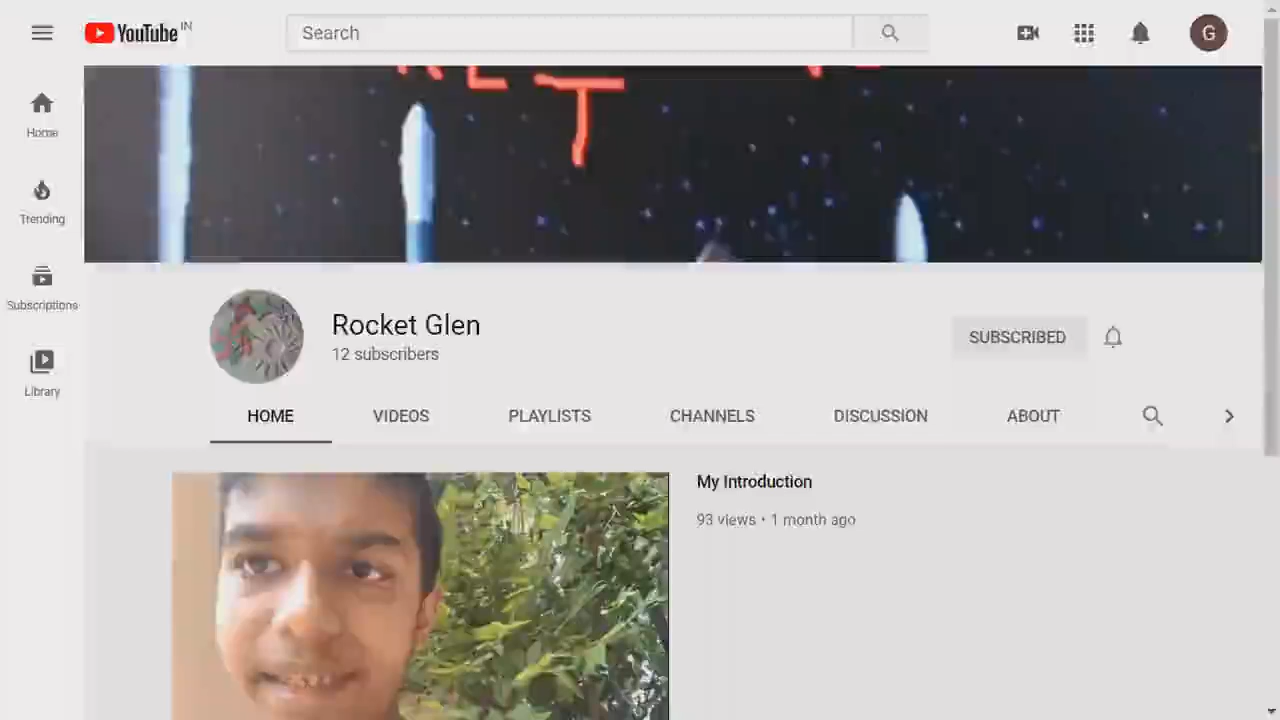 YouTube IN
Search
G
Home
Trending
Subscriptions
Library
Rocket Glen
12 subscribers
SUBSCRIBED
HOME
VIDEOS
PLAYLISTS
CHANNELS
DISCUSSION
ABOUT
My Introduction
93 views • 1 month ago